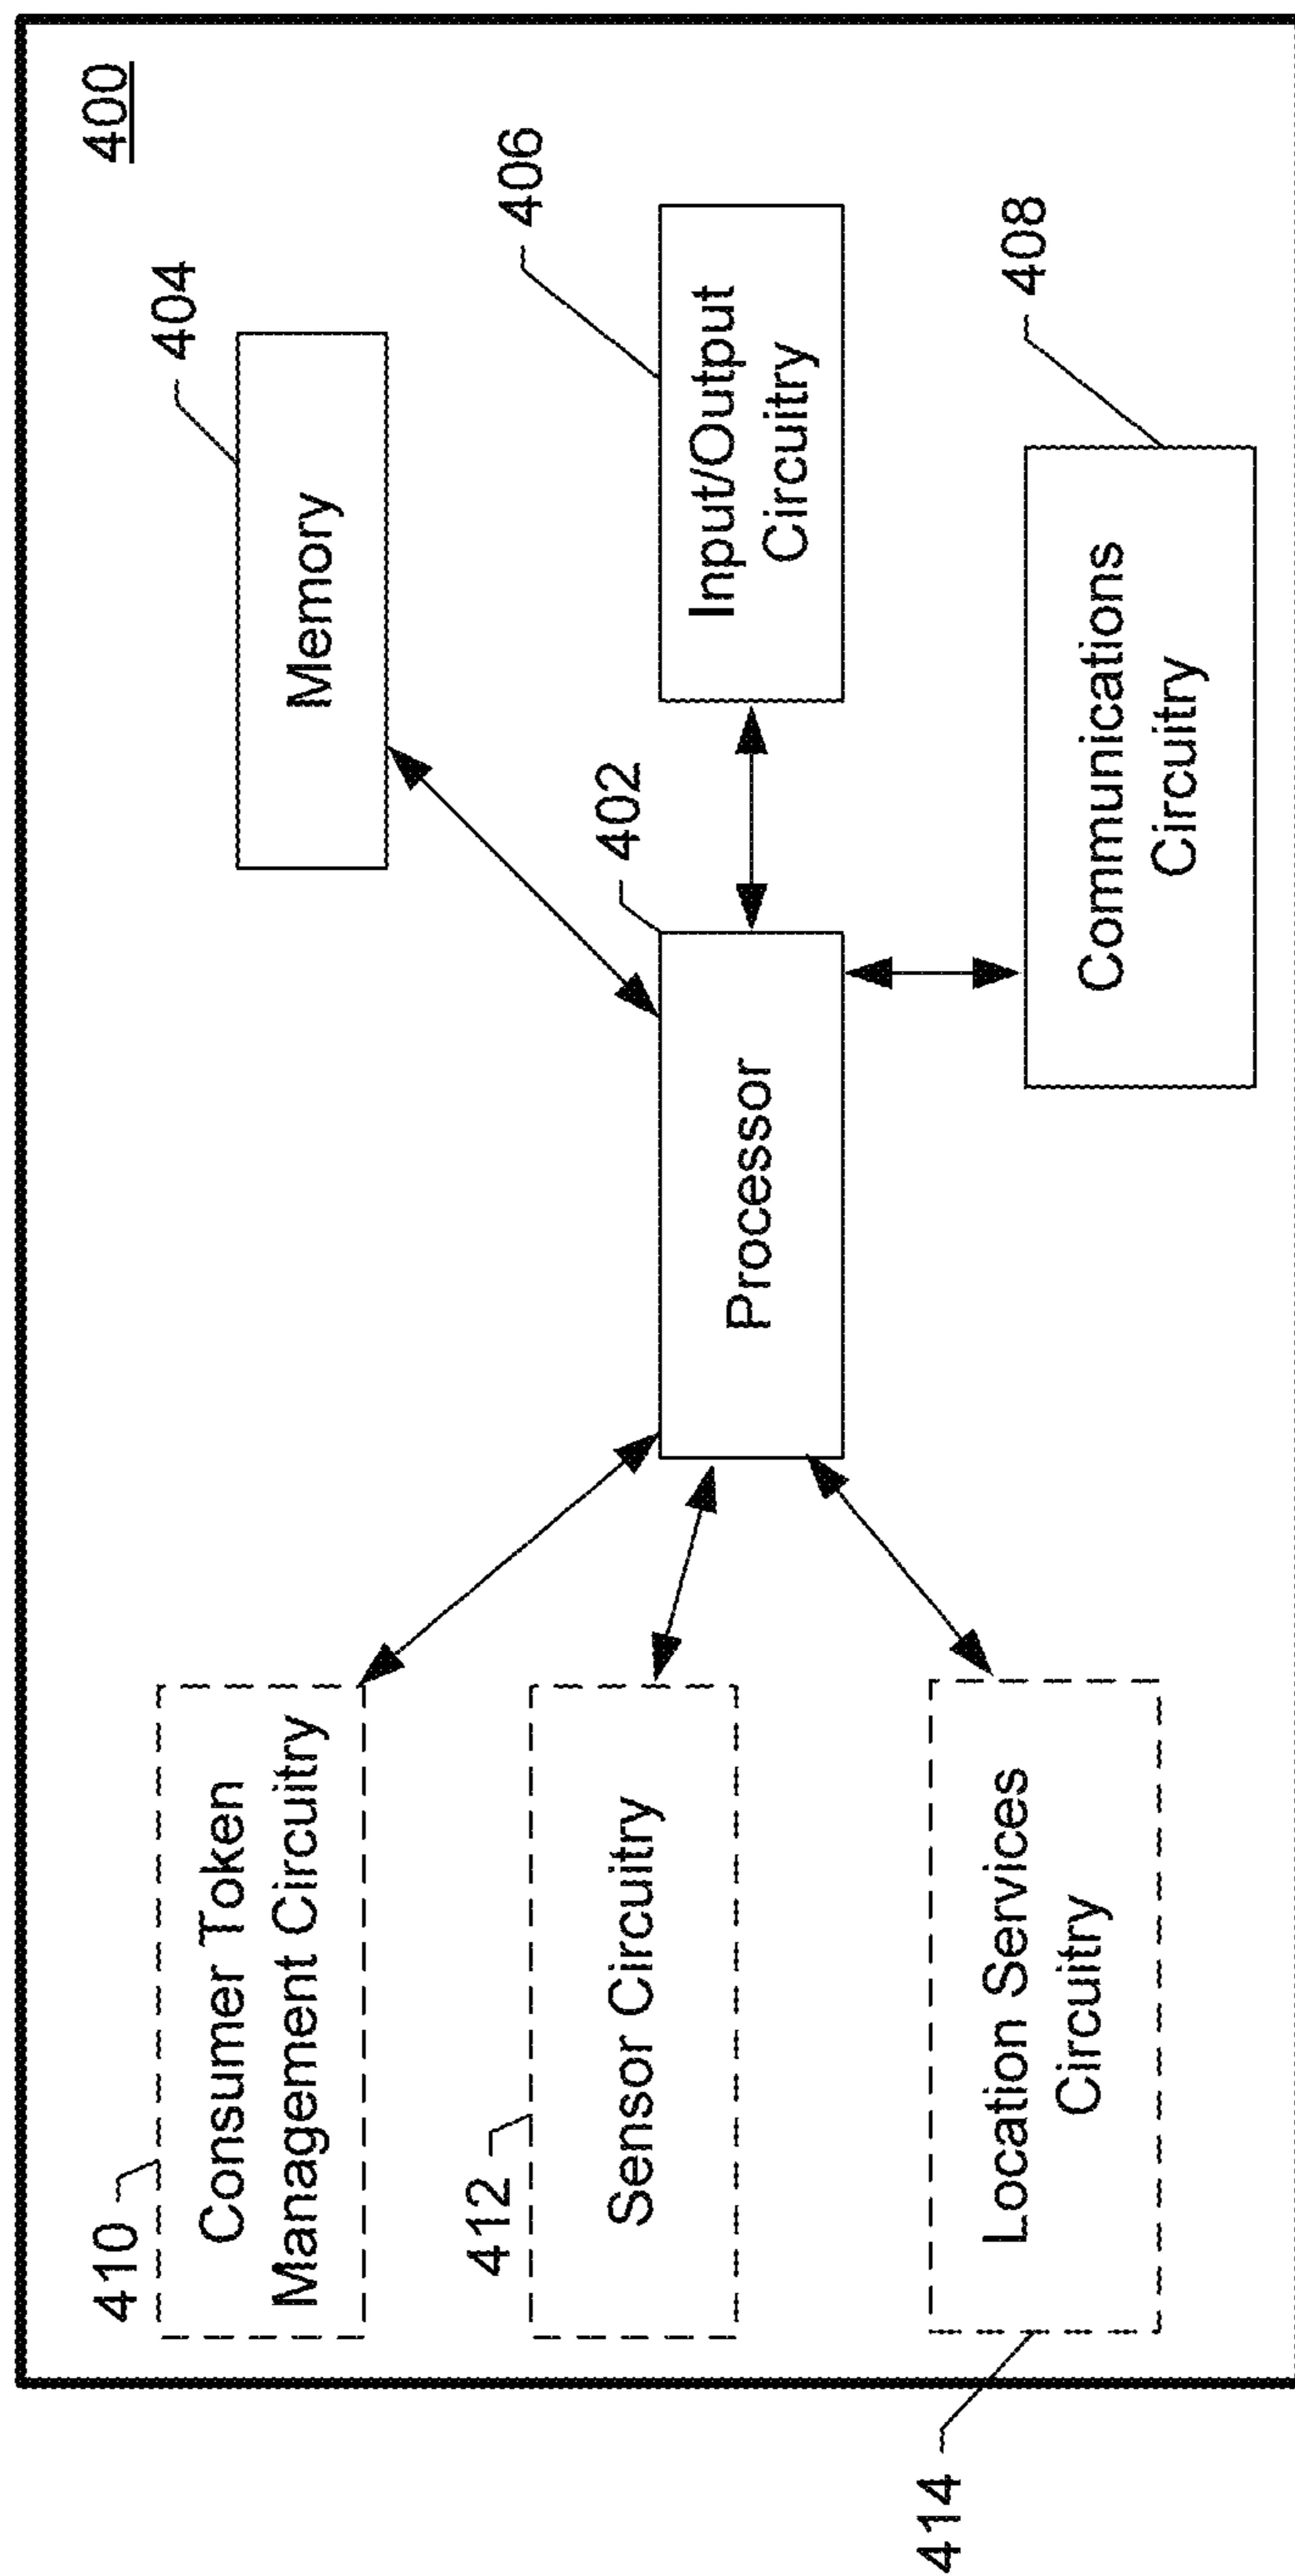 400
410
Consumer Token
Management Circuitry
404
Memory
412
Sensor Circuitry
402
Processor
406
Input/Output
Circuitry
414
Location Services
Circuitry
408
Communications
Circuitry